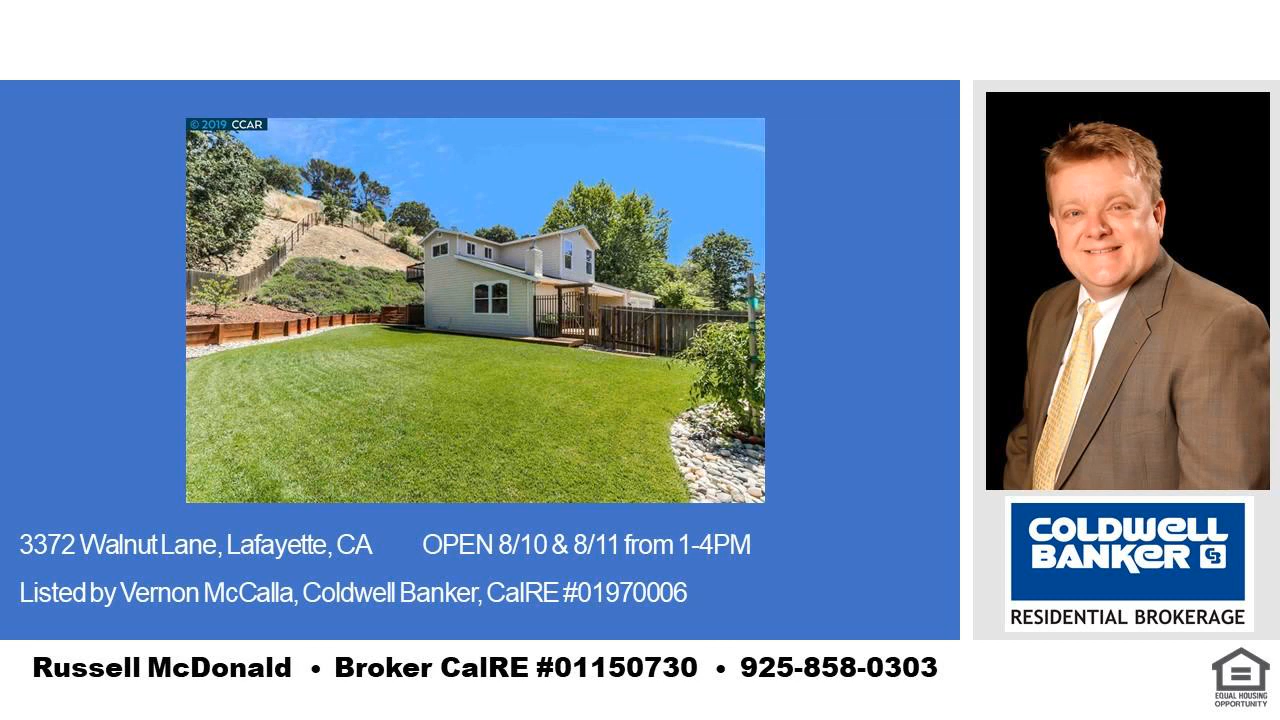 © 2019 CCAR
3372 Walnut Lane, Lafayette, CA OPEN 8/10 & 8/11 from 1-4PM
Listed by Vernon McCalla, Coldwell Banker, CalRE #01970006
COLDWELL
BANKER CB
RESIDENTIAL BROKERAGE
Russell McDonald • Broker CalRE #01150730 • 925-858-0303
EQUAL HOUSING
OPPORTUNITY